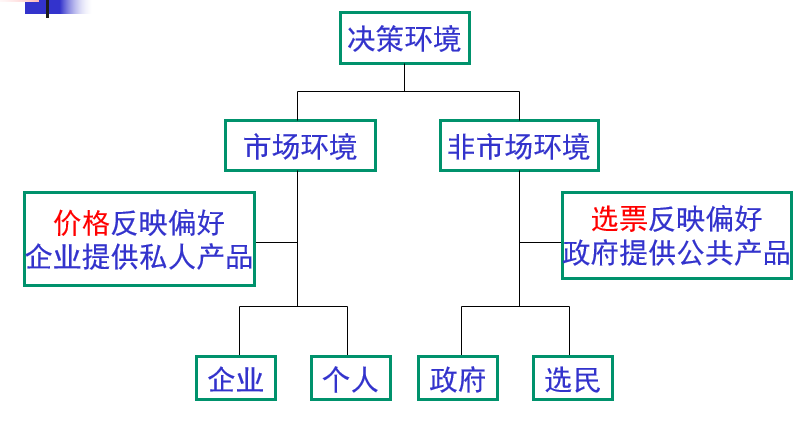 决策环境
市场环境
非市场环境
价格反映偏好
企业提供私人产品
选票反映偏好
政府提供公共产品
企业
个人
政府
选民